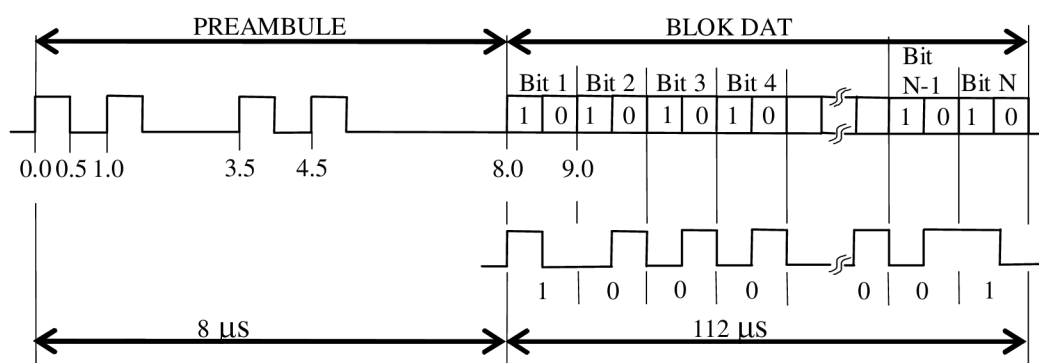 PREAMBULE BLOK DAT
Bit 1 Bit 2 Bit 3 Bit 4 Bit N-1 Bit N
1 0 1 0 1 0 1 0 1 0 1 0
0.0 0.5 1.0 3.5 4.5 8.0 9.0
1 0 0 0 0 0 1
8 μs 112 μs